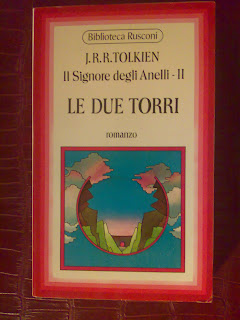 Biblioteca Rusconi
J.R.R.TOLKIEN
Il Signore degli Anelli - II
LE DUE TORRI
romanzo